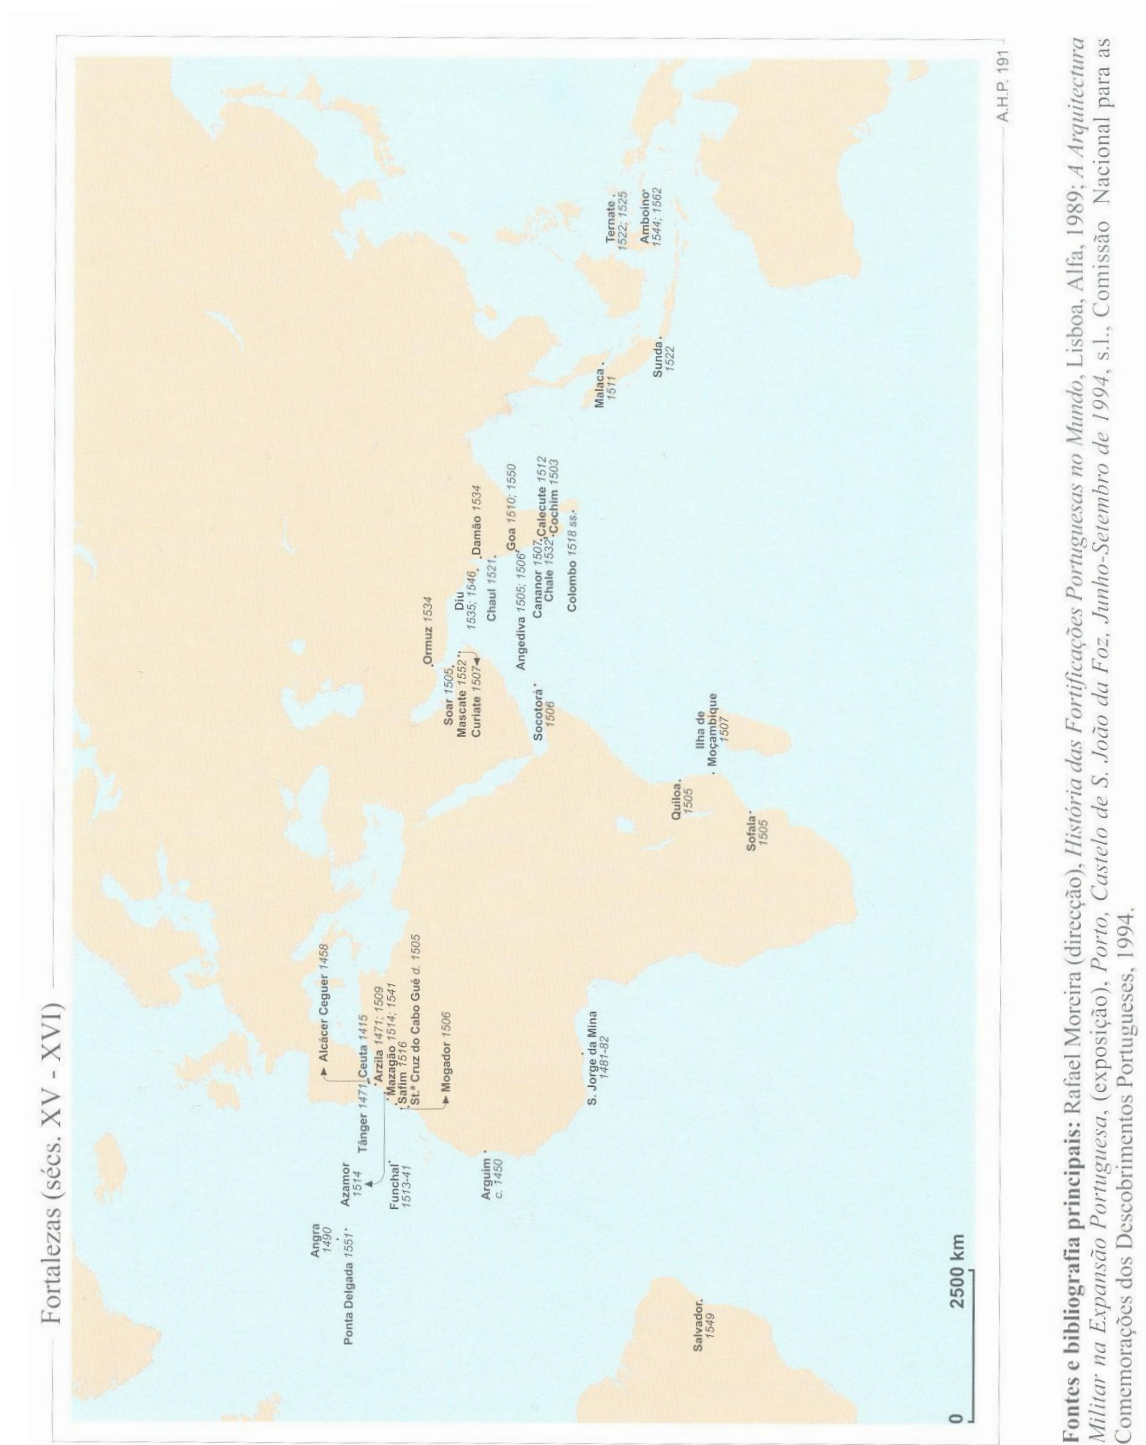 Fortalezas (sécs. XV - XVI)
Angra
1490
Ponta Delgada 1551
Azamor
1514
Tânger 1471
Alcácer Ceguer 1458
Ceuta 1415
Arzila 1471; 1509
Mazagão 1514; 1541
Safim 1516
St.ª Cruz do Cabo Gué d. 1505
Mogador 1506
Funchal
1513-41
Arguim
c. 1450
S. Jorge da Mina
1481-82
Salvador
1549
Ormuz 1534
Soar 1505
Mascate 1552
Curiate 1507
Diu
1535; 1546
Damão 1534
Chaul 1521
Goa 1510; 1550
Angediva 1505; 1506
Cananor 1507
Calecute 1512
Chale 1532
Cochim 1503
Colombo 1518 ss.
Socotorá
1506
Quíloa
1505
Ilha de
Moçambique
1507
Sofala
1505
Malaca
1511
Sunda
1522
Ternate
1522; 1525
Amboino
1544; 1562
0 2500 km
A.H.P. 191
Fontes e bibliografia principais: Rafael Moreira (direcção), História das Fortificações Portuguesas no Mundo, Lisboa, Alfa, 1989; A Arquitectura
Militar na Expansão Portuguesa, (exposição), Porto, Castelo de S. João da Foz, Junho-Setembro de 1994, s.l., Comissão Nacional para as
Comemorações dos Descobrimentos Portugueses, 1994.